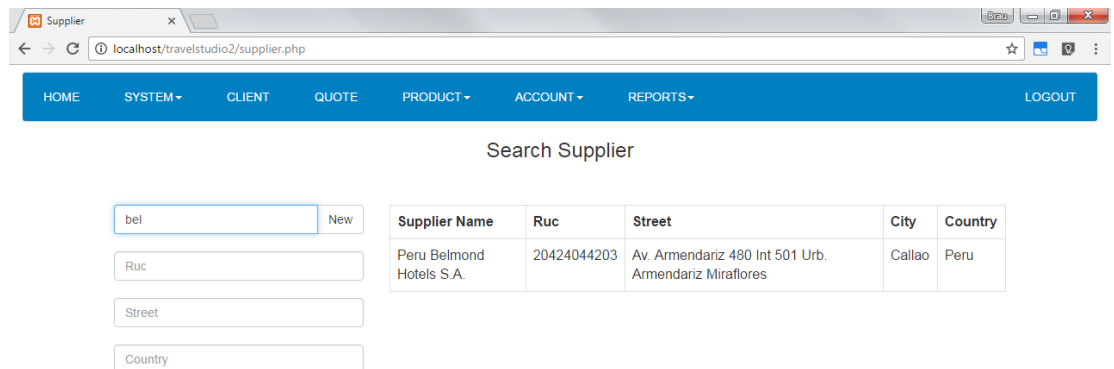 Supplier
Brau
localhost/travelstudio2/supplier.php
HOME SYSTEM CLIENT QUOTE PRODUCT ACCOUNT REPORTS LOGOUT
Search Supplier
bel New
Ruc
Street
Country
Supplier Name Ruc Street City Country
Peru Belmond 20424044203 Av. Armendariz 480 Int 501 Urb. Callao Peru
Hotels S.A. Armendariz Miraflores